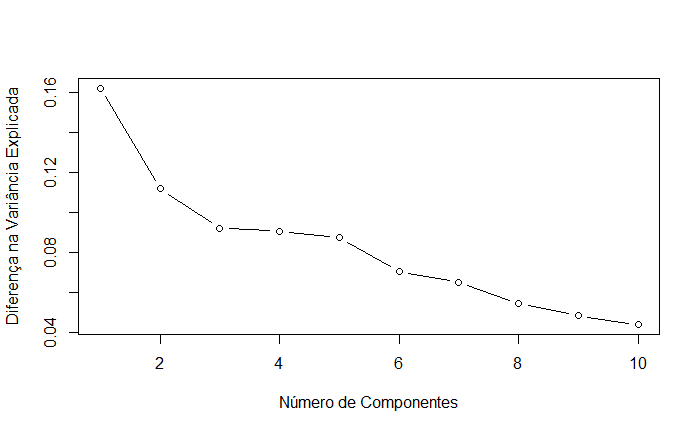 Diferença na Variância Explicada
0.16
0.12
0.08
0.04
2 4 6 8 10
Número de Componentes